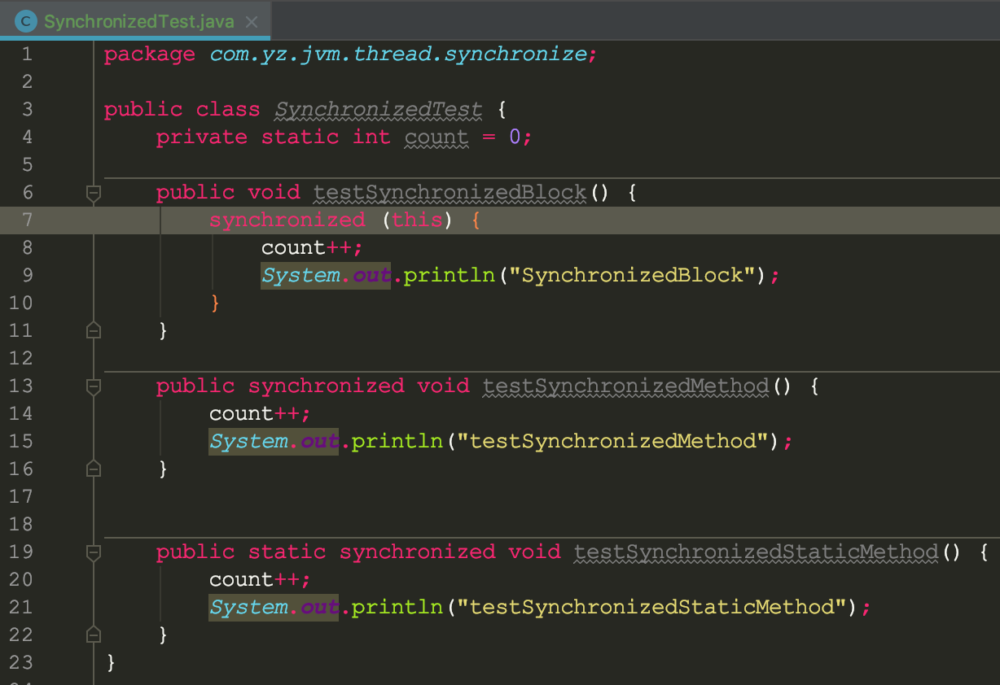 C SynchronizedTest.java ×
1 package com.yz.jvm.thread.synchronize;
2
3 public class SynchronizedTest {
4     private static int count = 0;
5
6     public void testSynchronizedBlock() {
7         synchronized (this) {
8             count++;
9             System.out.println("SynchronizedBlock");
10         }
11     }
12
13     public synchronized void testSynchronizedMethod() {
14         count++;
15         System.out.println("testSynchronizedMethod");
16     }
17
18
19     public static synchronized void testSynchronizedStaticMethod() {
20         count++;
21         System.out.println("testSynchronizedStaticMethod");
22     }
23 }